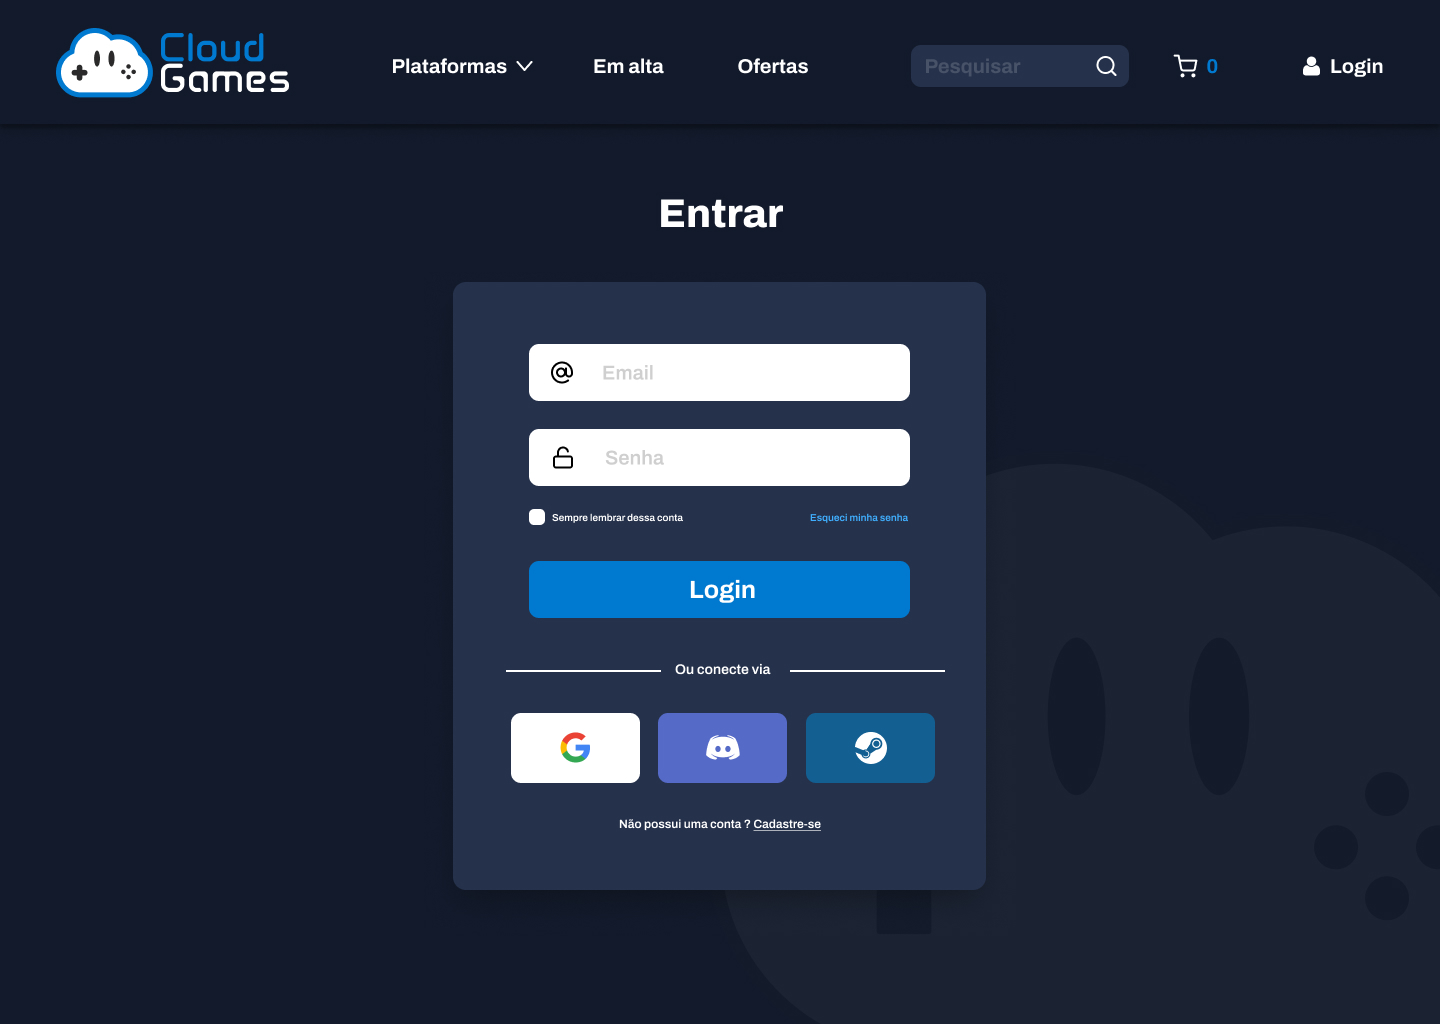 Cloud
Games
Plataformas
Em alta
Ofertas
Pesquisar
0
Login
Entrar
Email
Senha
Sempre lembrar dessa conta
Esqueci minha senha
Login
Ou conecte via
Não possui uma conta ? Cadastre-se